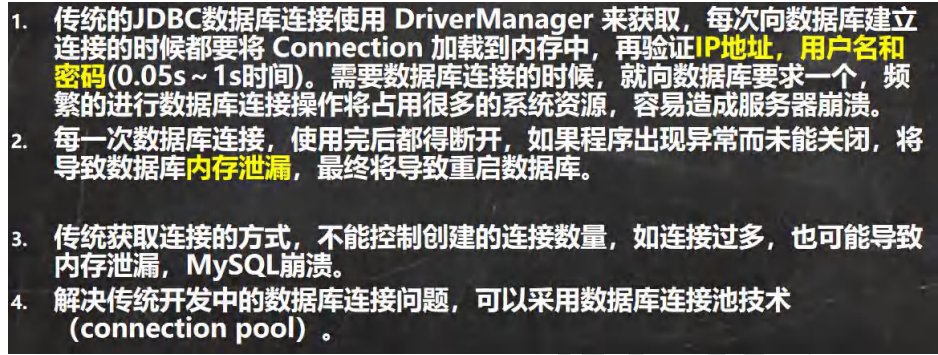 1. 传统的JDBC数据库连接使用 DriverManager 来获取，每次向数据库建立
连接的时候都要将 Connection 加载到内存中，再验证IP地址，用户名和
密码(0.05s～1s时间)。需要数据库连接的时候，就向数据库要求一个，频
繁的进行数据库连接操作将占用很多的系统资源，容易造成服务器崩溃。
2. 每一次数据库连接，使用完后都得断开，如果程序出现异常而未能关闭，将
导致数据库内存泄漏，最终将导致重启数据库。
3. 传统获取连接的方式，不能控制创建的连接数量，如连接过多，也可能导致
内存泄漏，MySQL崩溃。
4. 解决传统开发中的数据库连接问题，可以采用数据库连接池技术
（connection pool）。